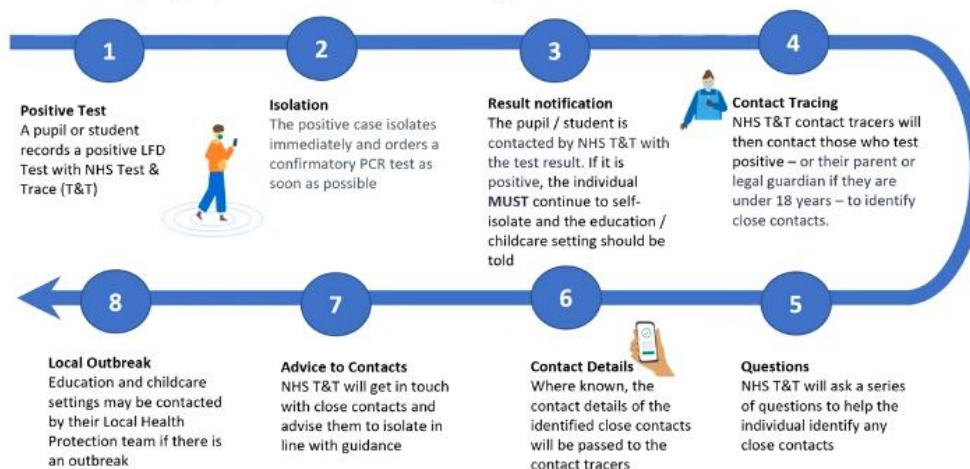 1
Positive Test
A pupil or student
records a positive LFD
Test with NHS Test &
Trace (T&T)
2
Isolation
The positive case isolates
immediately and orders a
confirmatory PCR test as
soon as possible
3
Result notification
The pupil / student is
contacted by NHS T&T with
the test result. If it is
positive, the individual
MUST continue to self-
isolate and the education /
childcare setting should be
told
4
Contact Tracing
NHS T&T contact tracers will
then contact those who test
positive – or their parent or
legal guardian if they are
under 18 years – to identify
close contacts.
5
Questions
NHS T&T will ask a series
of questions to help the
individual identify any
close contacts
6
Contact Details
Where known, the
contact details of the
identified close contacts
will be passed to the
contact tracers
7
Advice to Contacts
NHS T&T will get in touch
with close contacts and
advise them to isolate in
line with guidance
8
Local Outbreak
Education and childcare
settings may be contacted
by their Local Health
Protection team if there is
an outbreak